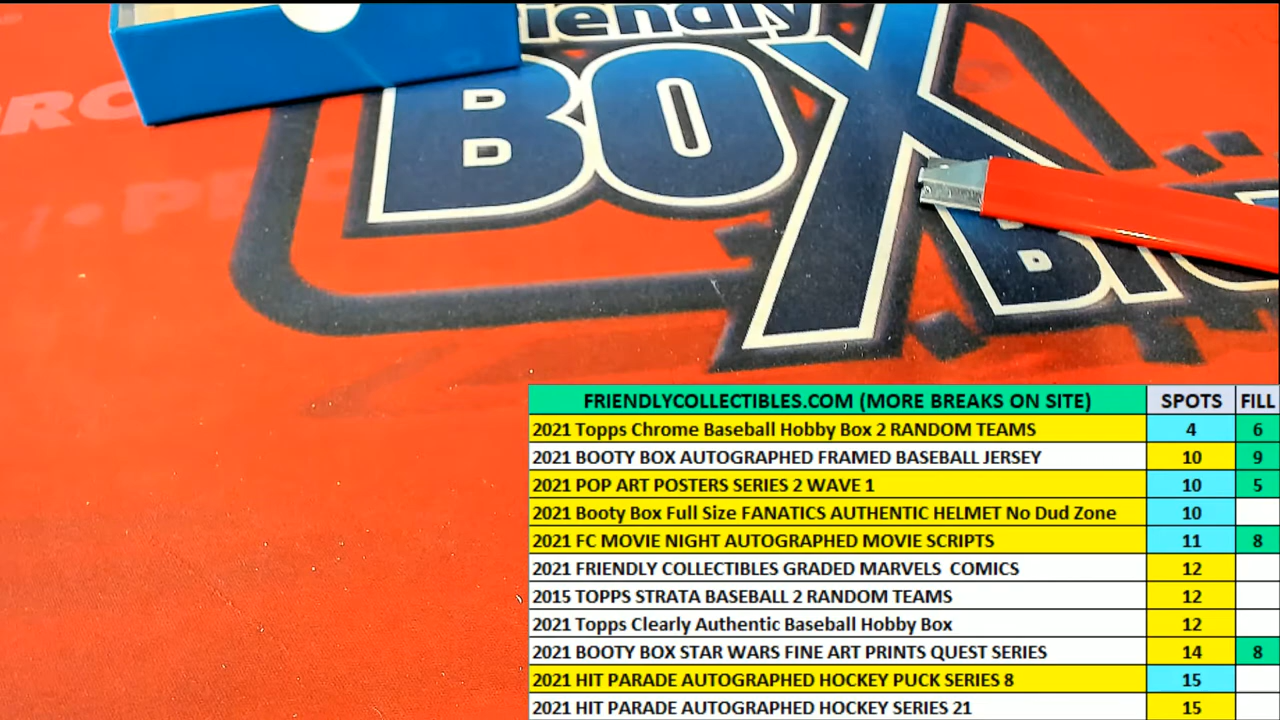 iendly
BOX
PRO
FRIENDLYCOLLECTIBLES.COM (MORE BREAKS ON SITE) SPOTS FILL
2021 Topps Chrome Baseball Hobby Box 2 RANDOM TEAMS 4 6
2021 BOOTY BOX AUTOGRAPHED FRAMED BASEBALL JERSEY 10 9
2021 POP ART POSTERS SERIES 2 WAVE 1 10 5
2021 Booty Box Full Size FANATICS AUTHENTIC HELMET No Dud Zone 10
2021 FC MOVIE NIGHT AUTOGRAPHED MOVIE SCRIPTS 11 8
2021 FRIENDLY COLLECTIBLES GRADED MARVELS COMICS 12
2015 TOPPS STRATA BASEBALL 2 RANDOM TEAMS 12
2021 Topps Clearly Authentic Baseball Hobby Box 12
2021 BOOTY BOX STAR WARS FINE ART PRINTS QUEST SERIES 14 8
2021 HIT PARADE AUTOGRAPHED HOCKEY PUCK SERIES 8 15
2021 HIT PARADE AUTOGRAPHED HOCKEY SERIES 21 15